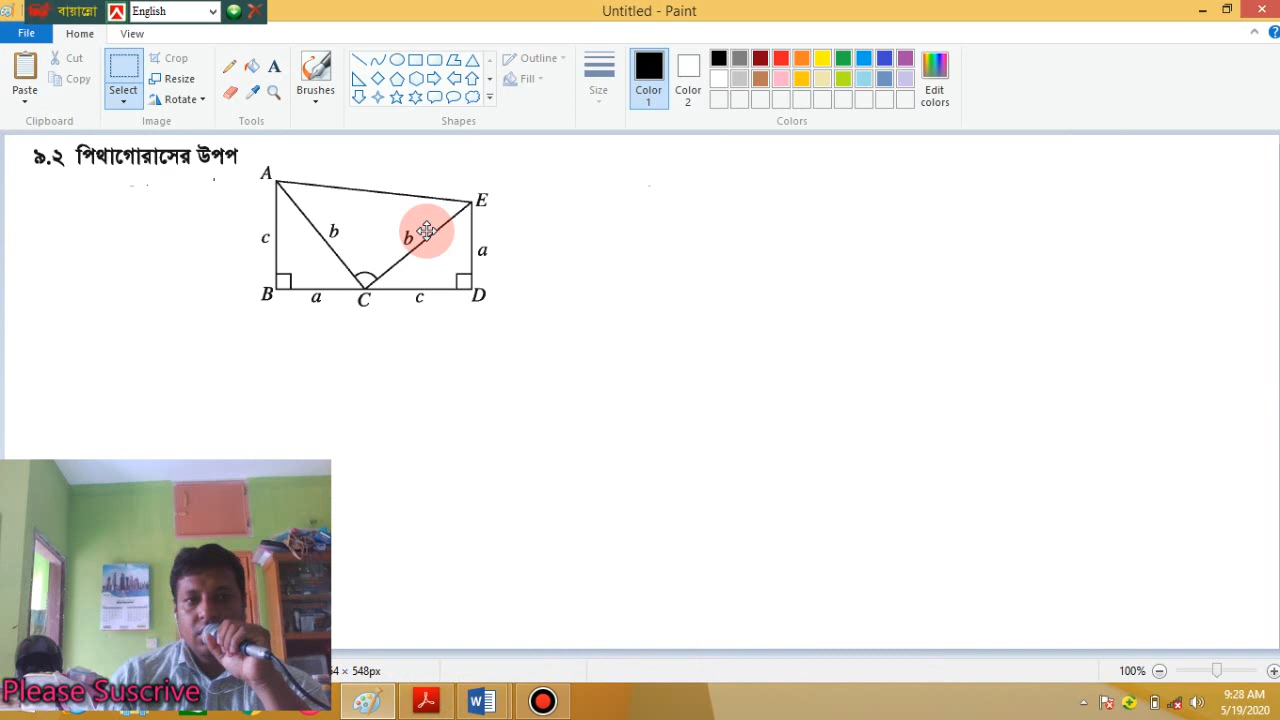 বায়ান্নো English Untitled - Paint
File Home View
Paste Cut Copy Clipboard
Select Crop Resize Rotate Image
Tools
Brushes
Shapes
Outline Fill
Size
Color 1 Color 2 Edit colors Colors
৯.২ পিথাগোরাসের উপপ
A
E
c b b a
B a C c D
Please Suscrive
548px
100%
9:28 AM
5/19/2020